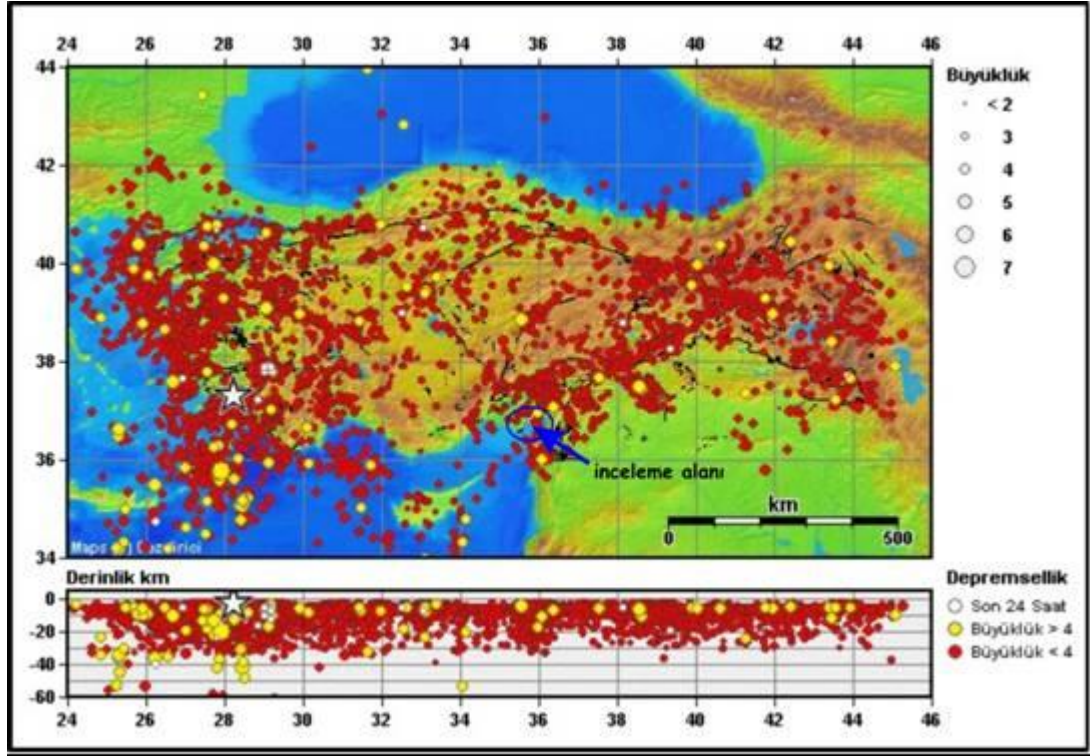 24 26 28 30 32 34 36 38 40 42 44 46
44
42
40
38
36
34
Büyüklük
< 2
3
4
5
6
7
inceleme alanı
km
0 500
Derinlik km
0
-20
-40
-60
24 26 28 30 32 34 36 38 40 42 44 46
Depremsellik
Son 24 Saat
Büyüklük > 4
Büyüklük < 4